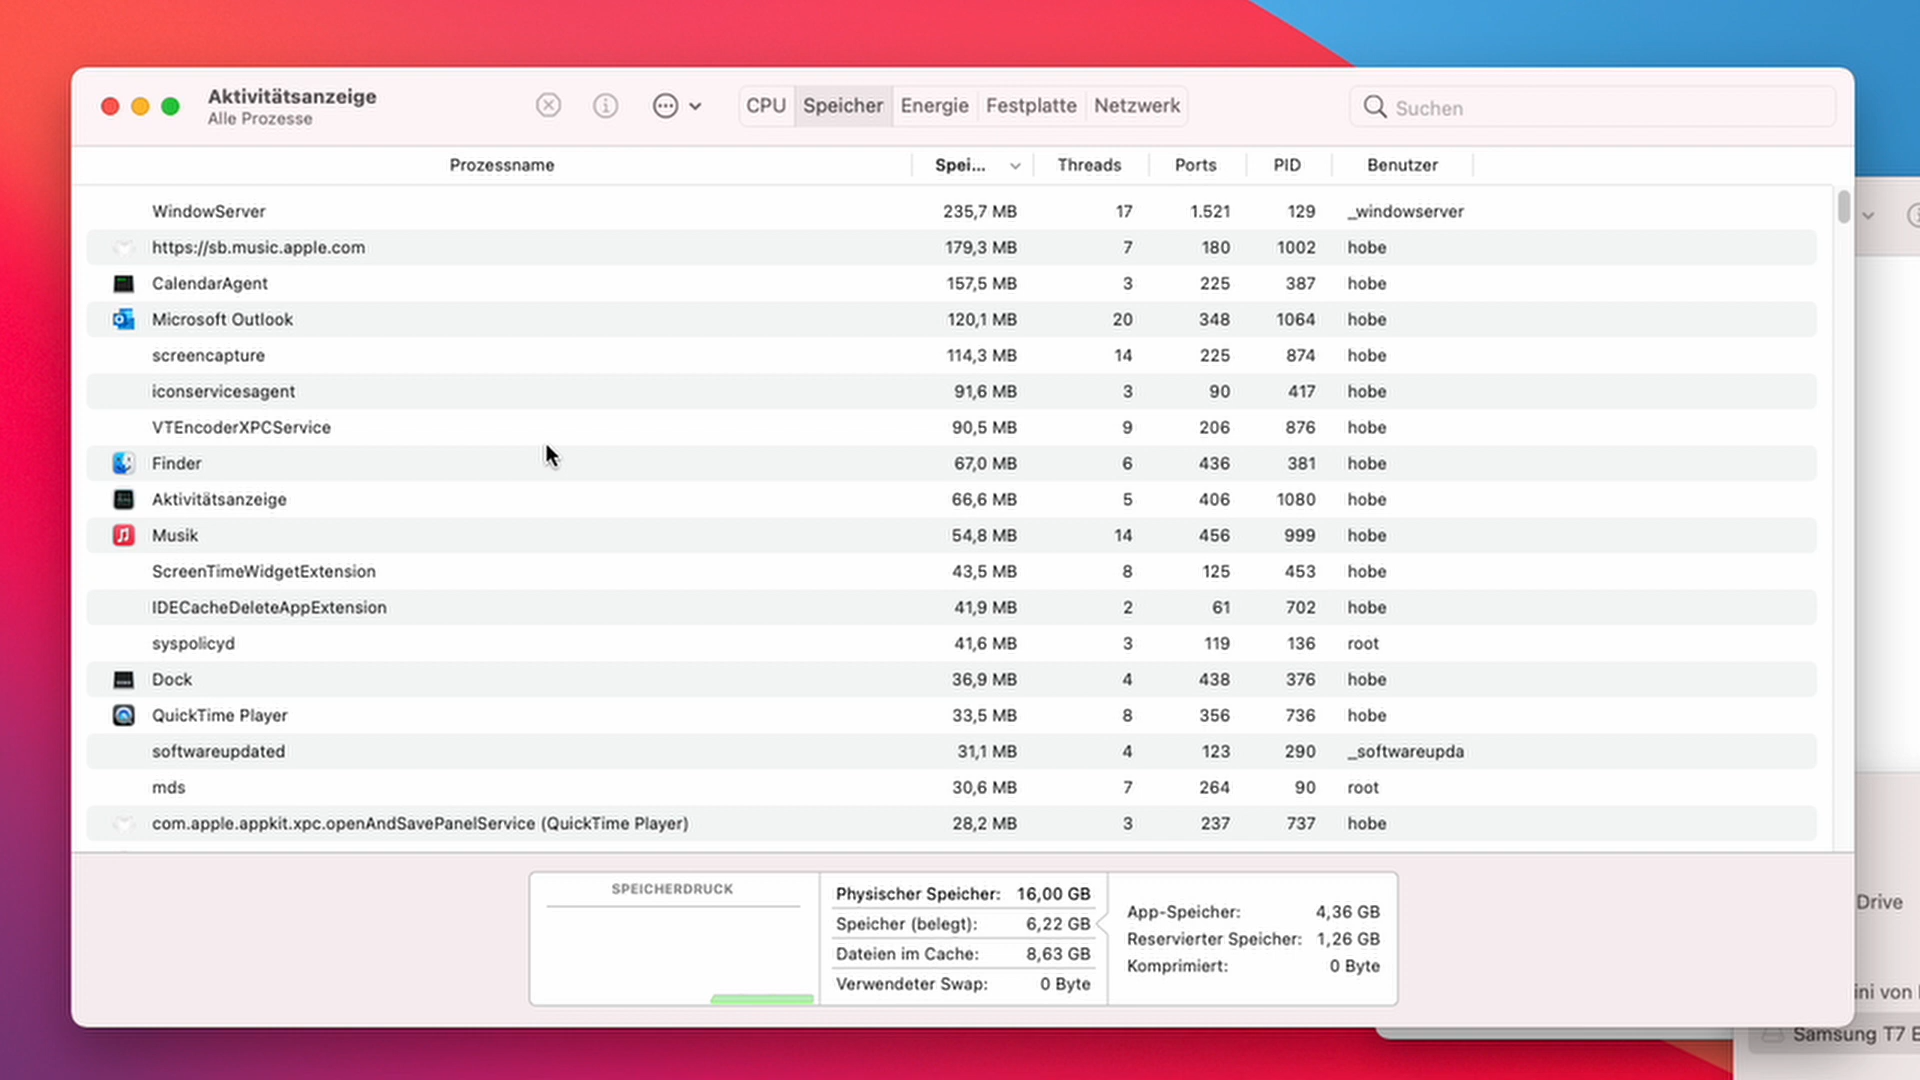 Aktivitätsanzeige
Alle Prozesse
CPU Speicher Energie Festplatte Netzwerk
Suchen
Prozessname Spei... Threads Ports PID Benutzer
WindowServer 235,7 MB 17 1.521 129 _windowserver
https://sb.music.apple.com 179,3 MB 7 180 1002 hobe
CalendarAgent 157,5 MB 3 225 387 hobe
Microsoft Outlook 120,1 MB 20 348 1064 hobe
screencapture 114,3 MB 14 225 874 hobe
iconservicesagent 91,6 MB 3 90 417 hobe
VTEncoderXPCService 90,5 MB 9 206 876 hobe
Finder 67,0 MB 6 436 381 hobe
Aktivitätsanzeige 66,6 MB 5 406 1080 hobe
Musik 54,8 MB 14 456 999 hobe
ScreenTimeWidgetExtension 43,5 MB 8 125 453 hobe
IDECacheDeleteAppExtension 41,9 MB 2 61 702 hobe
syspolicyd 41,6 MB 3 119 136 root
Dock 36,9 MB 4 438 376 hobe
QuickTime Player 33,5 MB 8 356 736 hobe
softwareupdated 31,1 MB 4 123 290 _softwareupda
mds 30,6 MB 7 264 90 root
com.apple.appkit.xpc.openAndSavePanelService (QuickTime Player) 28,2 MB 3 237 737 hobe
SPEICHERDRUCK
Physischer Speicher: 16,00 GB
Speicher (belegt): 6,22 GB
Dateien im Cache: 8,63 GB
Verwendeter Swap: 0 Byte
App-Speicher: 4,36 GB
Reservierter Speicher: 1,26 GB
Komprimiert: 0 Byte
Drive
ini von
Samsung T7